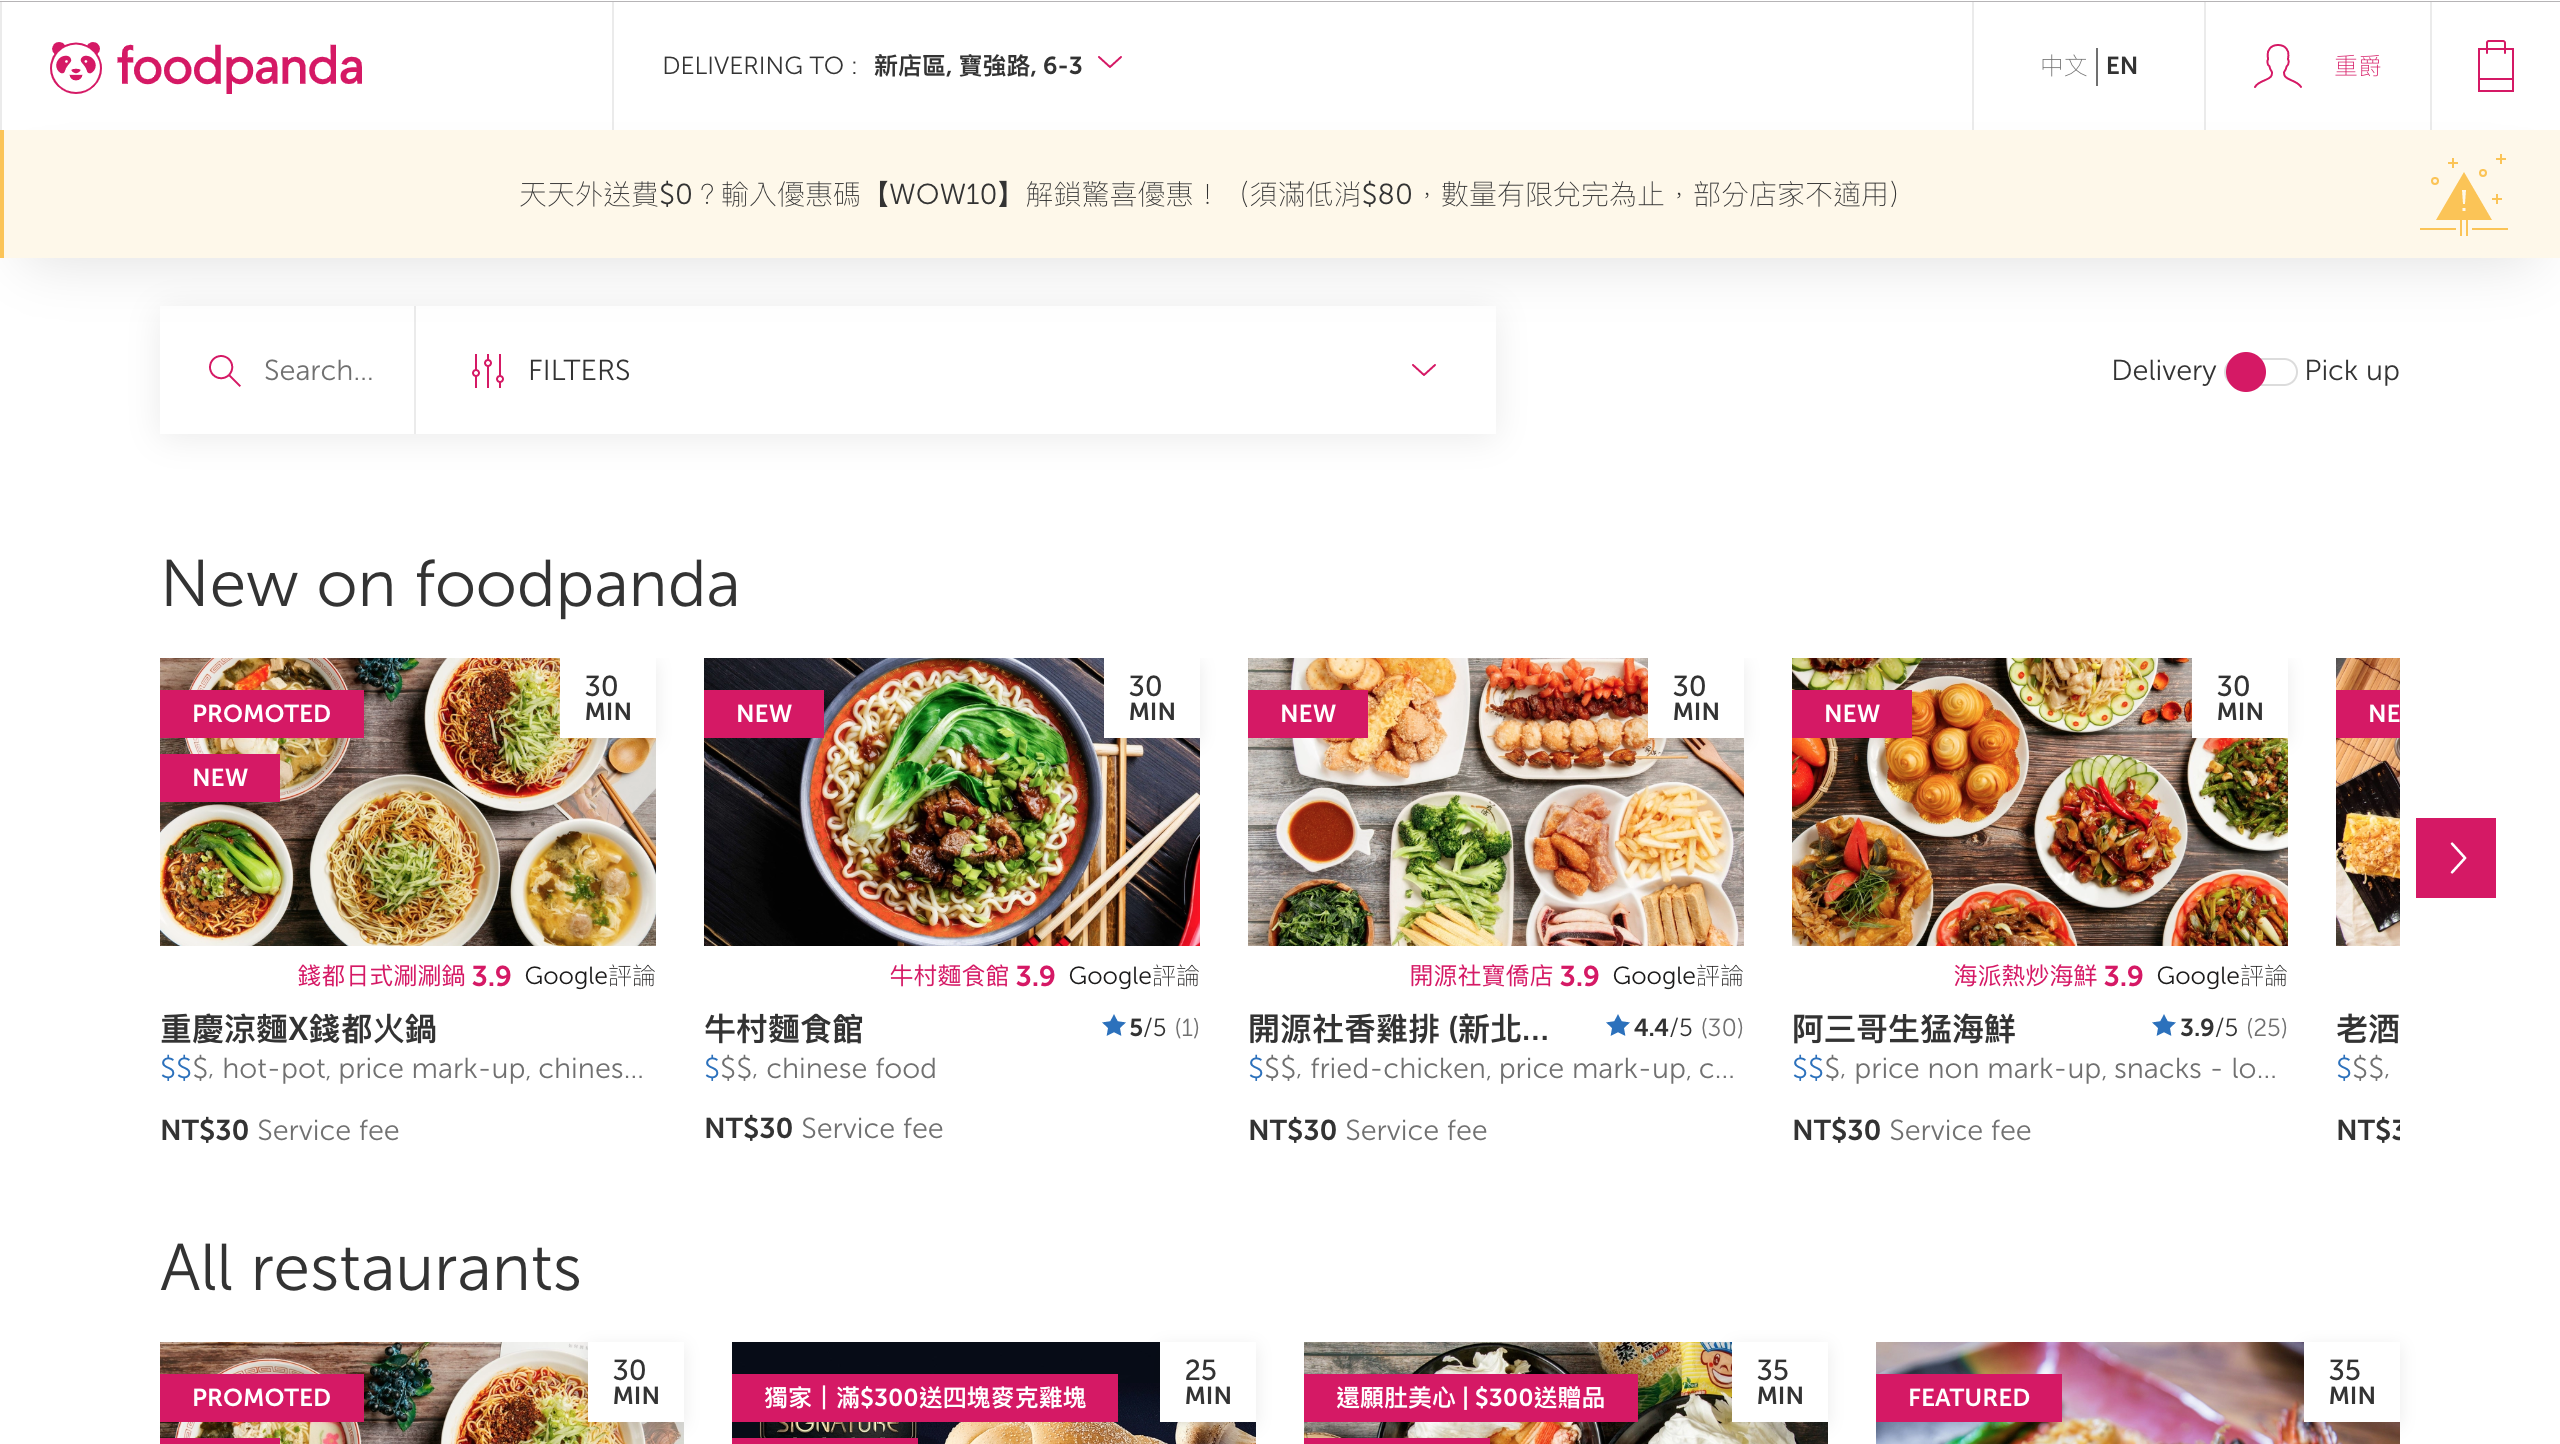 foodpanda
DELIVERING TO : 新店區, 寶強路, 6-3
中文 | EN
重爵
天天外送費$0？輸入優惠碼【WOW10】解鎖驚喜優惠！（須滿低消$80，數量有限兌完為止，部分店家不適用）
Search...
FILTERS
Delivery
Pick up
New on foodpanda
PROMOTED
NEW
30 MIN
錢都日式涮涮鍋 3.9 Google評論
重慶涼麵X錢都火鍋
$$$, hot-pot, price mark-up, chines...
NT$30 Service fee
NEW
30 MIN
牛村麵食館 3.9 Google評論
牛村麵食館
5/5 (1)
$$$, chinese food
NT$30 Service fee
NEW
30 MIN
開源社寶僑店 3.9 Google評論
開源社香雞排 (新北...
4.4/5 (30)
$$$, fried-chicken, price mark-up, c...
NT$30 Service fee
NEW
30 MIN
海派熱炒海鮮 3.9 Google評論
阿三哥生猛海鮮
3.9/5 (25)
$$$, price non mark-up, snacks - lo...
NT$30 Service fee
NE
老酒
$$$,
NT$3
All restaurants
PROMOTED
30 MIN
獨家｜滿$300送四塊麥克雞塊
25 MIN
SIGNATURE
還願肚美心 | $300送贈品
35 MIN
FEATURED
35 MIN